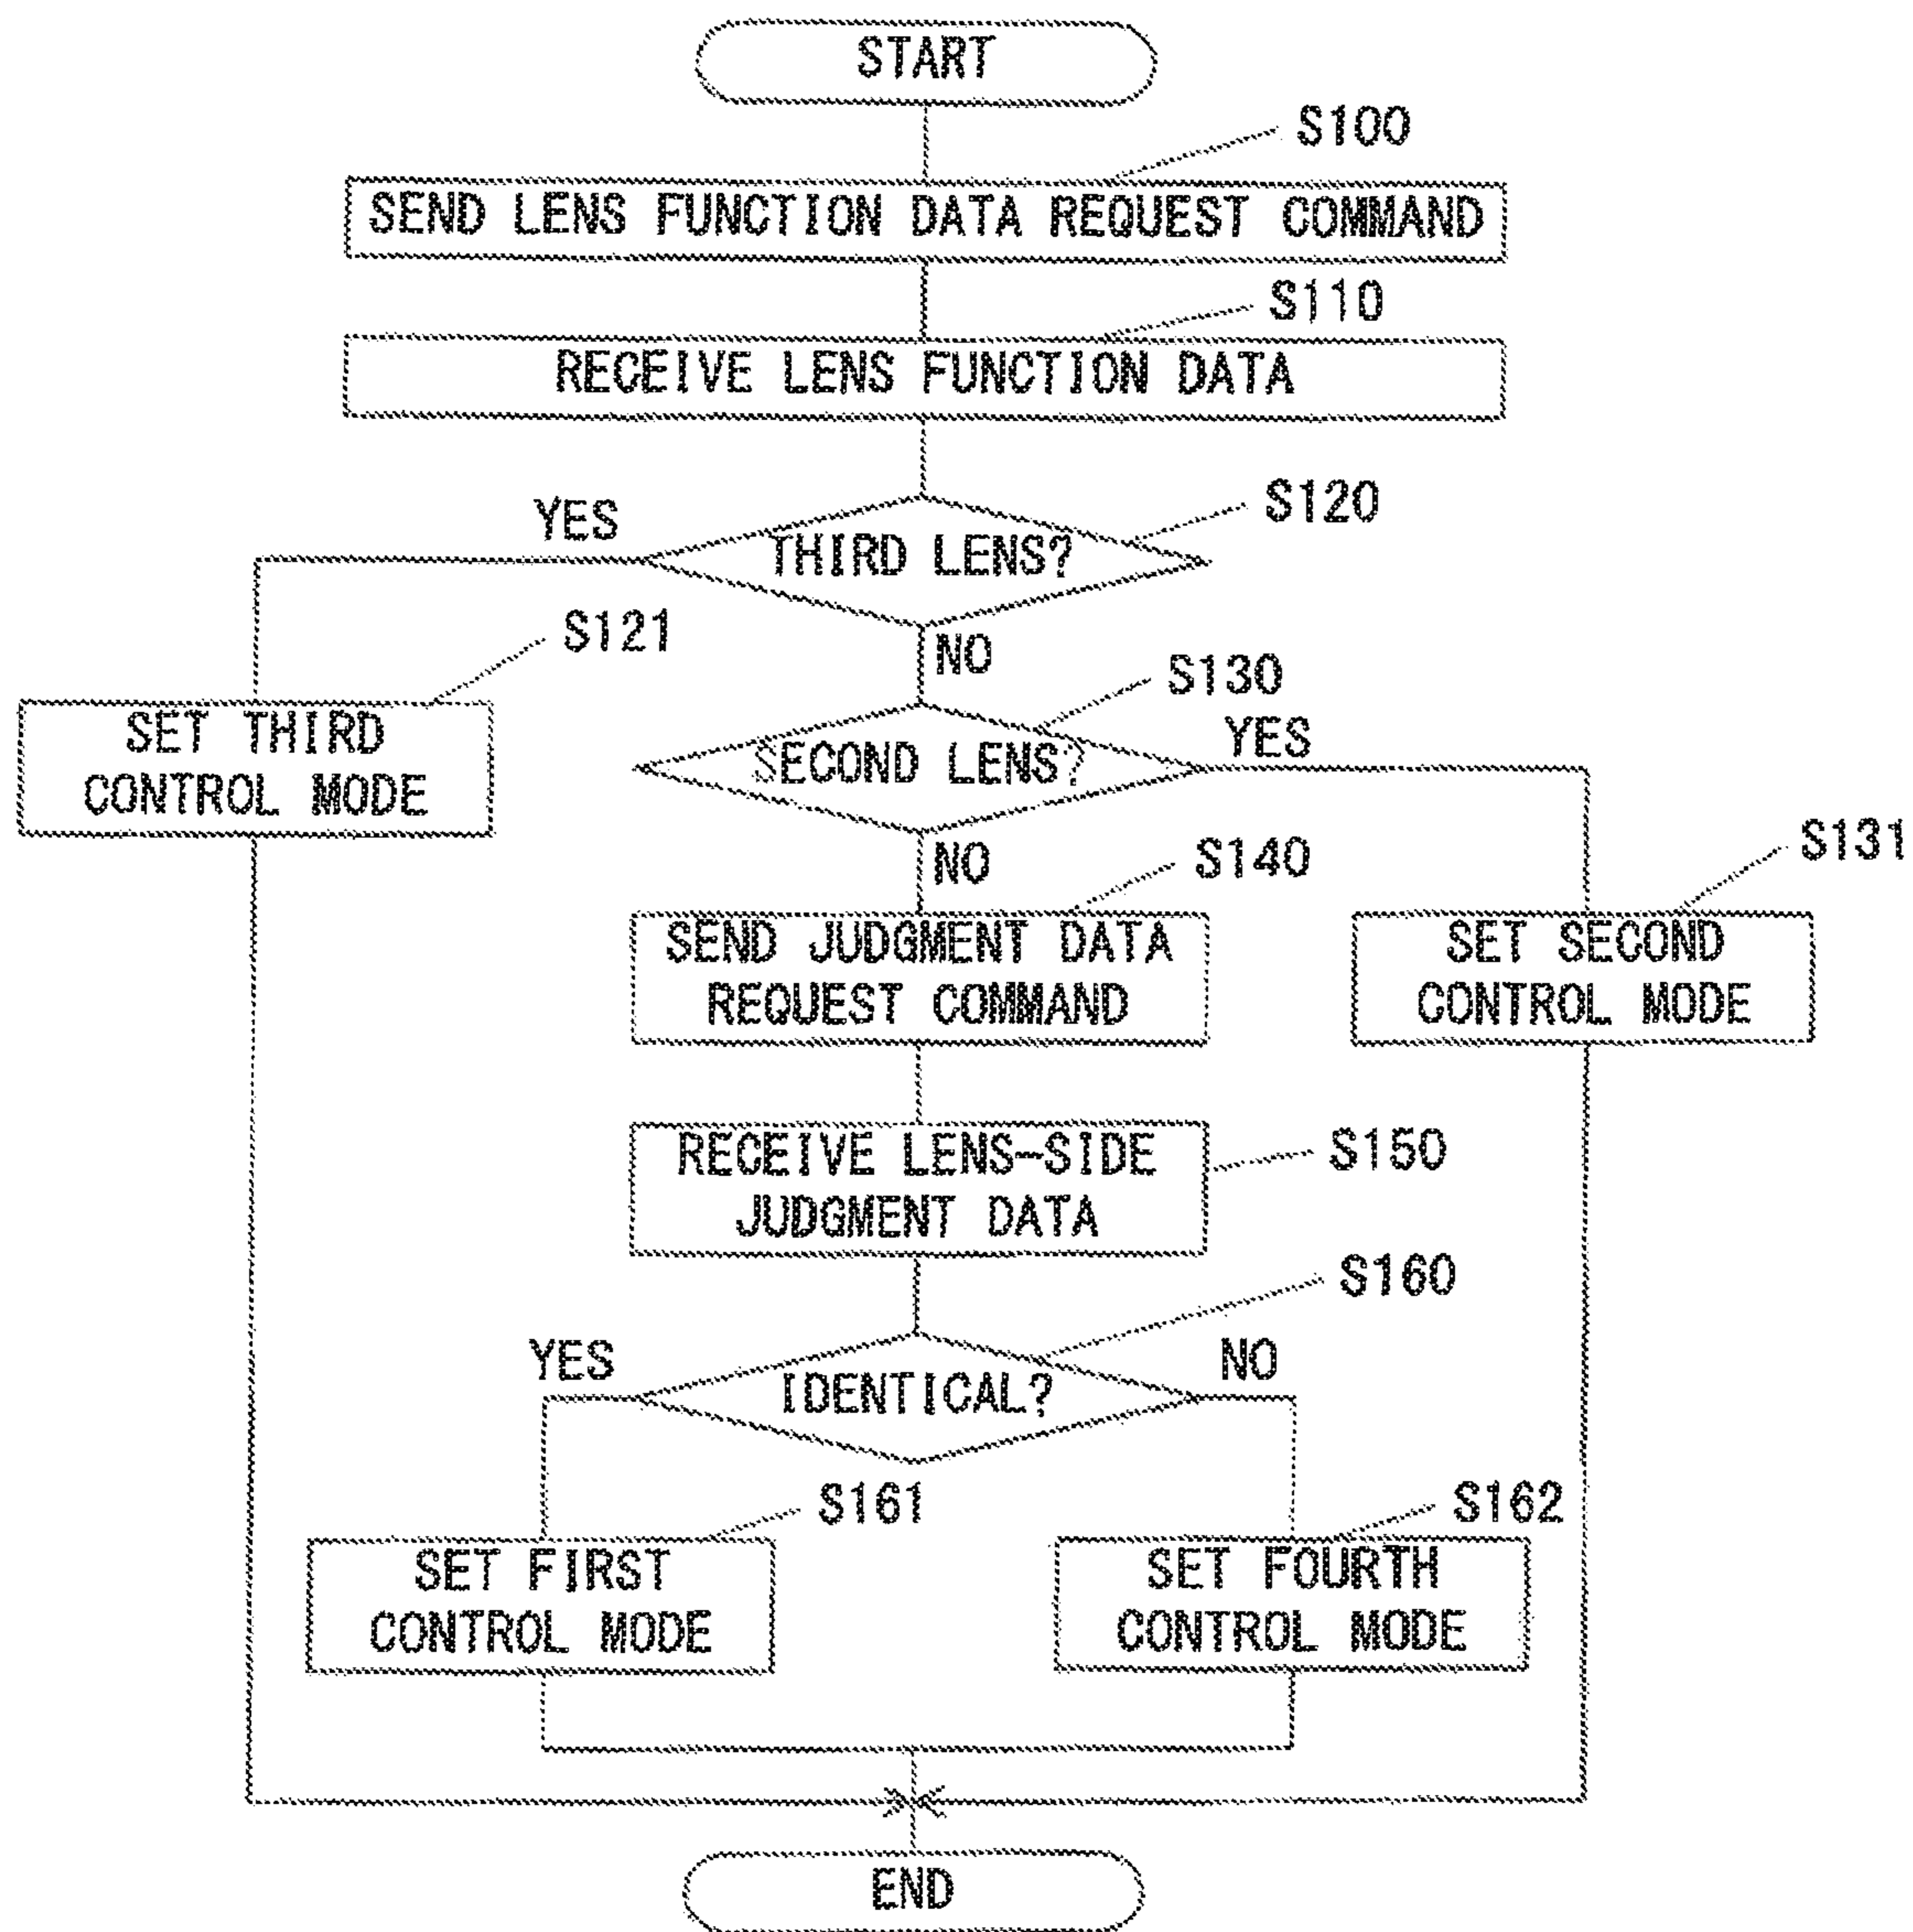 START
S100
SEND LENS FUNCTION DATA REQUEST COMMAND
S110
RECEIVE LENS FUNCTION DATA
S120
YES
THIRD LENS?
S121
NO
S130
SET THIRD
CONTROL MODE
SECOND LENS?
YES
S131
NO
S140
SEND JUDGMENT DATA
REQUEST COMMAND
SET SECOND
CONTROL MODE
RECEIVE LENS-SIDE
JUDGMENT DATA
S150
S160
YES
IDENTICAL?
NO
S161
S162
SET FIRST
CONTROL MODE
SET FOURTH
CONTROL MODE
END